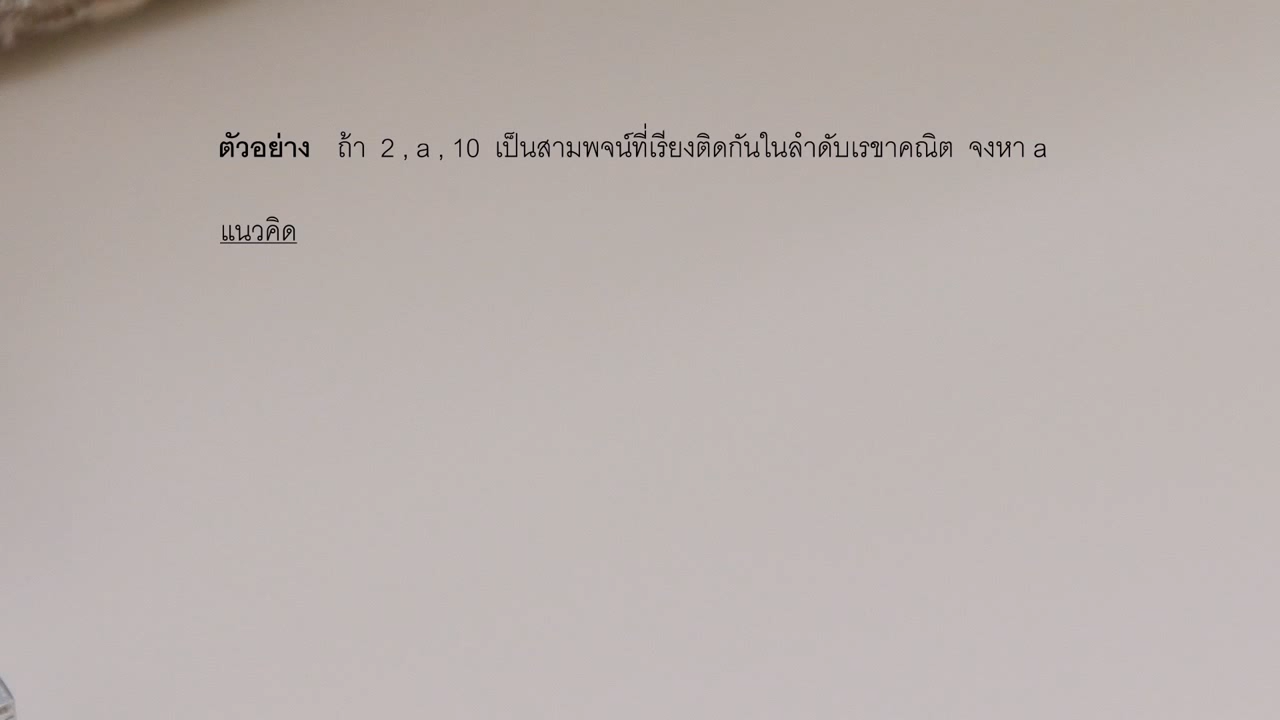 ตัวอย่าง ถ้า 2 , a , 10 เป็นสามพจน์ที่เรียงติดกันในลำดับเรขาคณิต จงหา a
แนวคิด